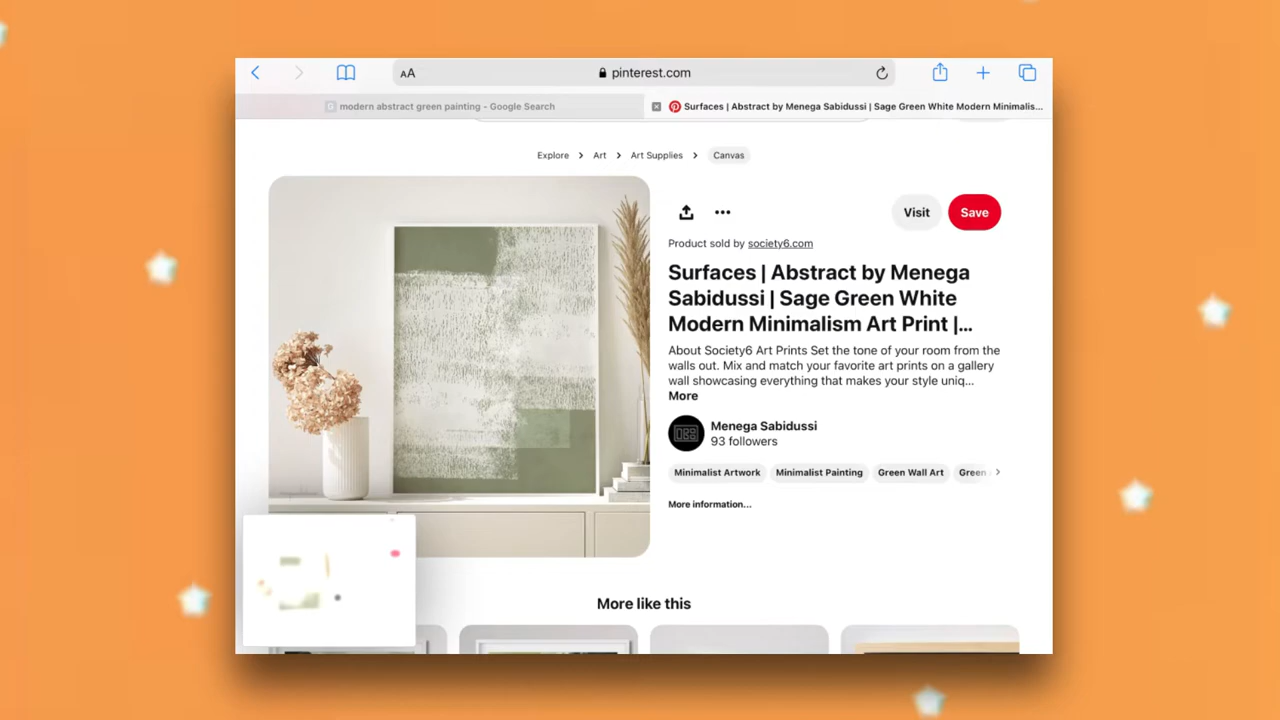 AA
pinterest.com
modern abstract green painting - Google Search
Surfaces | Abstract by Menega Sabidussi | Sage Green White Modern Minimalis...
Explore
Art
Art Supplies
Canvas
Visit
Save
Product sold by society6.com
Surfaces | Abstract by Menega
Sabidussi | Sage Green White
Modern Minimalism Art Print |...
About Society6 Art Prints Set the tone of your room from the
walls out. Mix and match your favorite art prints on a gallery
wall showcasing everything that makes your style uniq...
More
Menega Sabidussi
93 followers
Minimalist Artwork
Minimalist Painting
Green Wall Art
Green
More information...
More like this